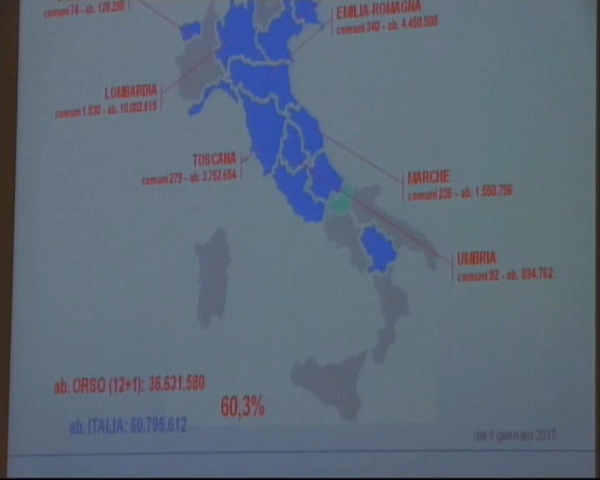 comuni 74 - ab. 128.298
EMILIA-ROMAGNA
comuni 340 - ab. 4.450.508
LOMBARDIA
comuni 1.530 - ab. 10.002.615
TOSCANA
comuni 279 - ab. 3.752.654
MARCHE
comuni 236 - ab. 1.550.796
UMBRIA
comuni 92 - ab. 894.762
ab. ORSO (12+1): 36.631.580
60,3%
ab. ITALIA: 60.795.612
dal 1 gennaio 2017